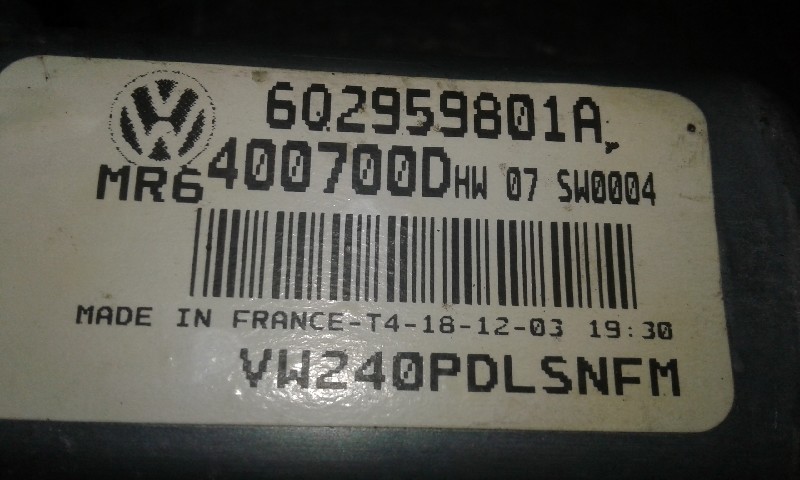 6Q2959801A
MR6 400700D HW 07 SW0004
MADE IN FRANCE-T4-18-12-03 19:30
VW240PDLSNFM